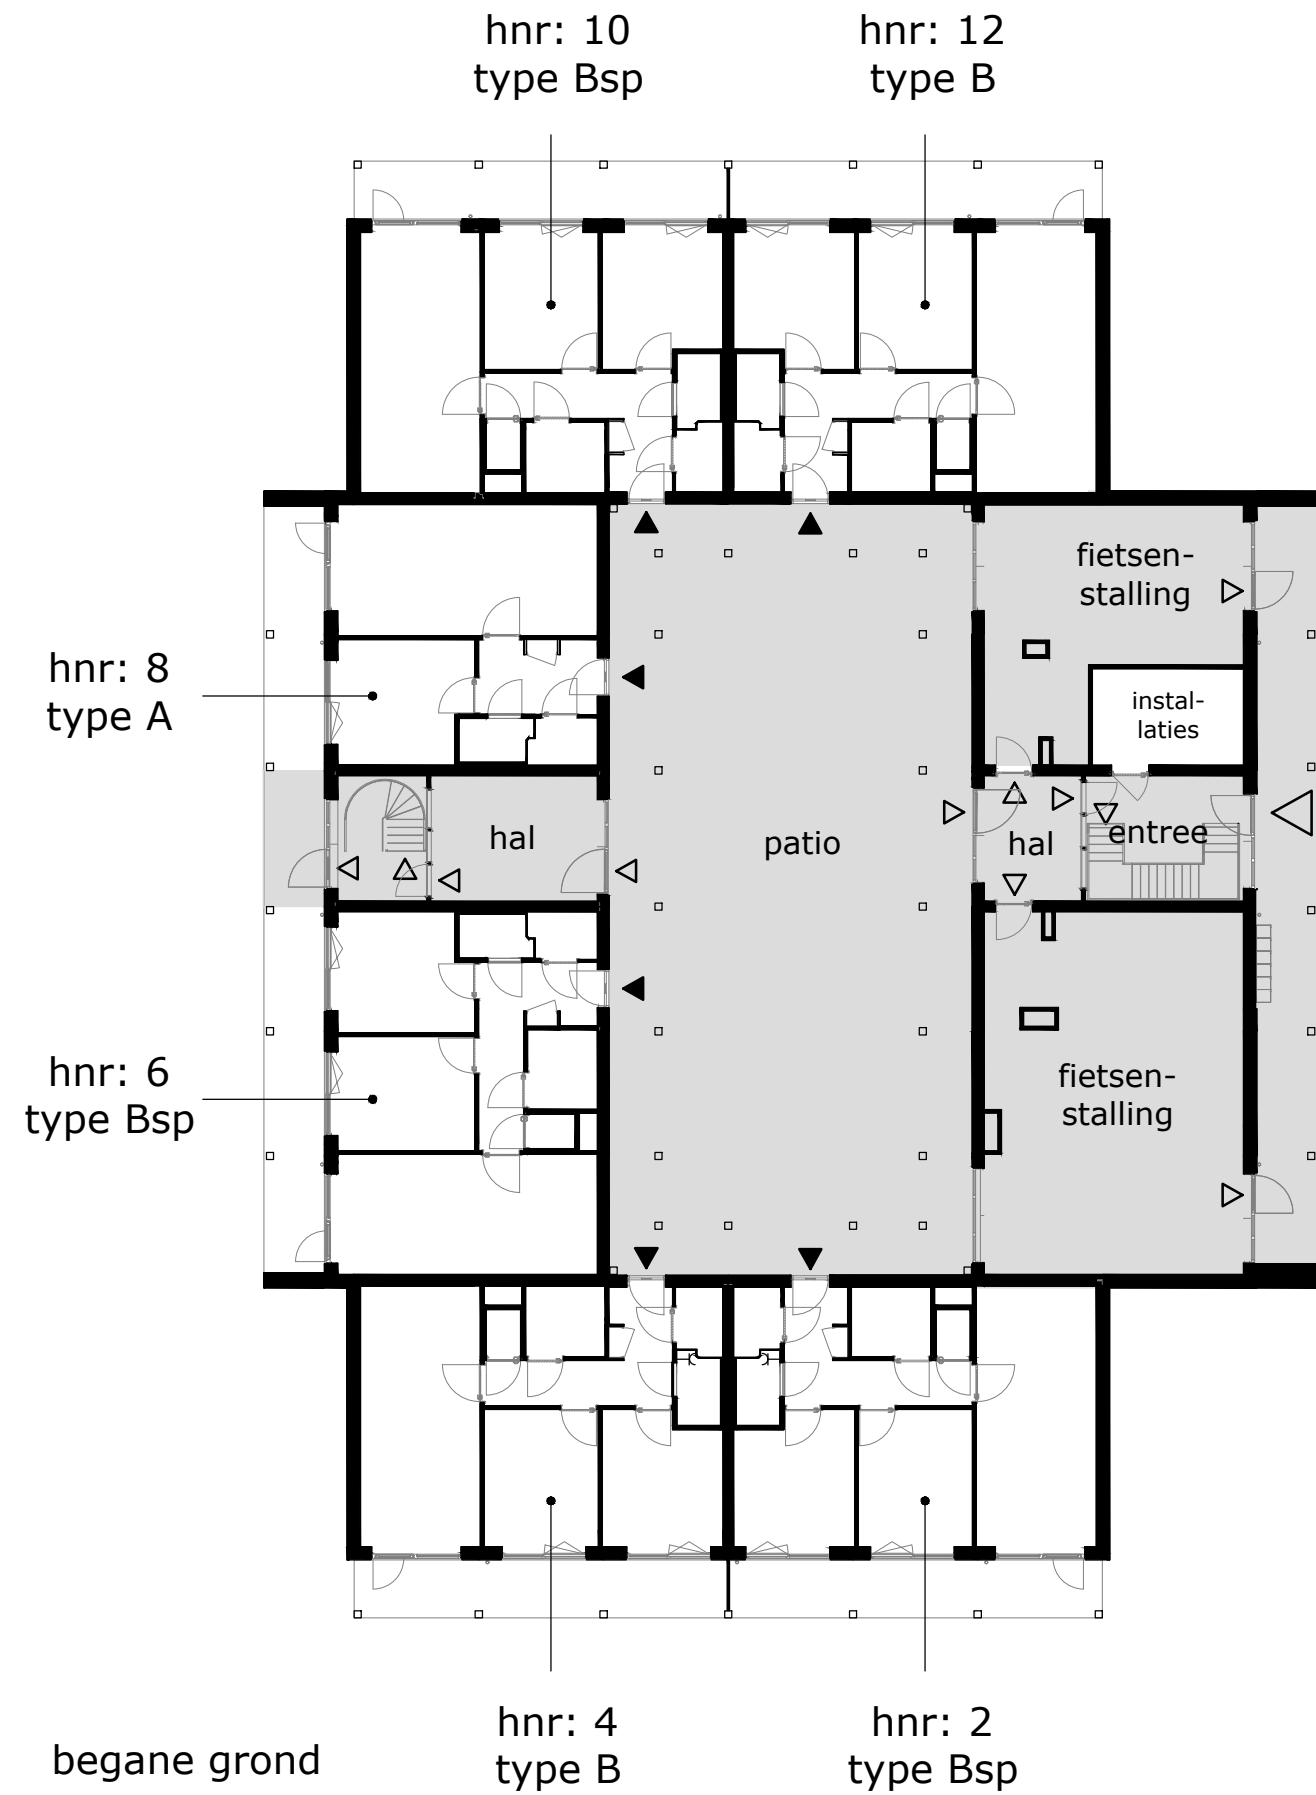 hnr: 10
type Bsp
hnr: 12
type B
fietsen-
stalling
hnr: 8
type A
instal-
laties
hal
patio
hal
entree
hnr: 6
type Bsp
fietsen-
stalling
hnr: 4
type B
hnr: 2
type Bsp
begane grond